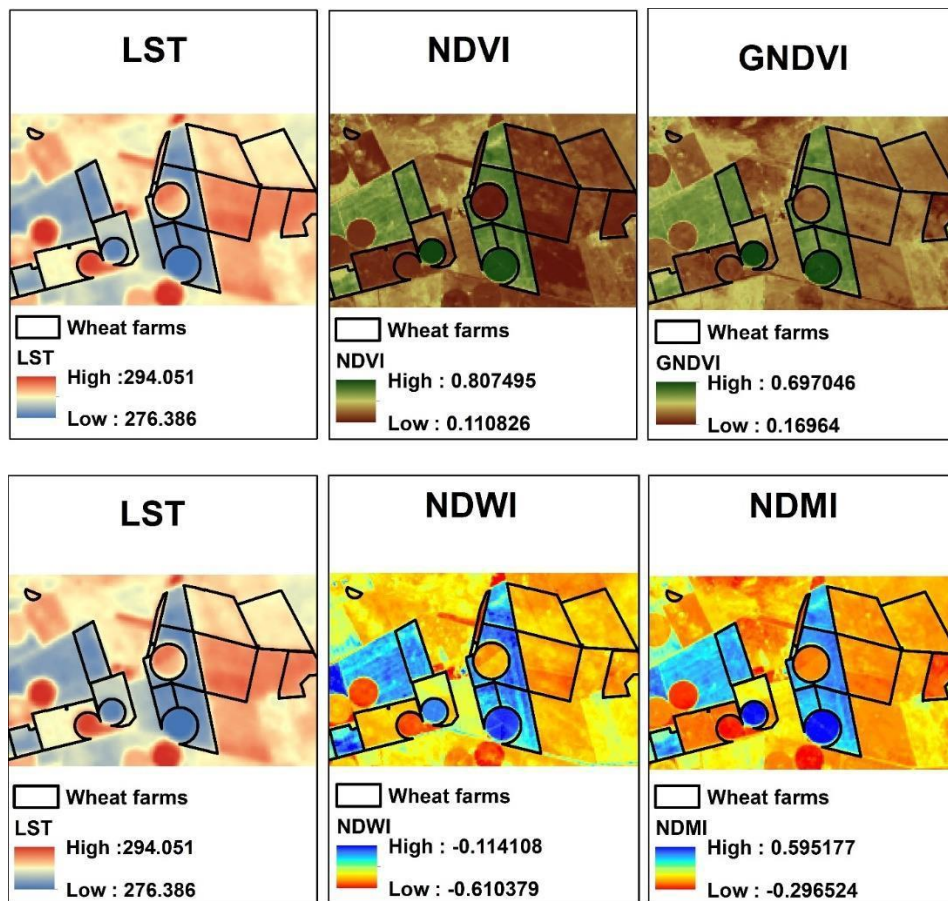 LST
NDVI
GNDVI
Wheat farms
LST
High :294.051
Low : 276.386
Wheat farms
NDVI
High : 0.807495
Low : 0.110826
Wheat farms
GNDVI
High : 0.697046
Low : 0.16964
LST
NDWI
NDMI
Wheat farms
LST
High :294.051
Low : 276.386
Wheat farms
NDWI
High : -0.114108
Low : -0.610379
Wheat farms
NDMI
High : 0.595177
Low : -0.296524